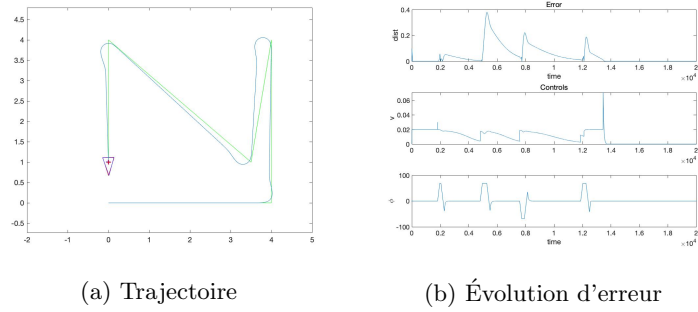 4.5
4
3.5
3
2.5
2
1.5
1
0.5
0
-0.5
-2 -1 0 1 2 3 4 5
Error
dist
0.4
0.2
0
0 0.2 0.4 0.6 0.8 1 1.2 1.4 1.6 1.8 2
time
×10⁴
Controls
v
0.06
0.04
0.02
0
0 0.2 0.4 0.6 0.8 1 1.2 1.4 1.6 1.8 2
×10⁴
100
0
-100
0 0.2 0.4 0.6 0.8 1 1.2 1.4 1.6 1.8 2
time
×10⁴
(a) Trajectoire
(b) Évolution d'erreur